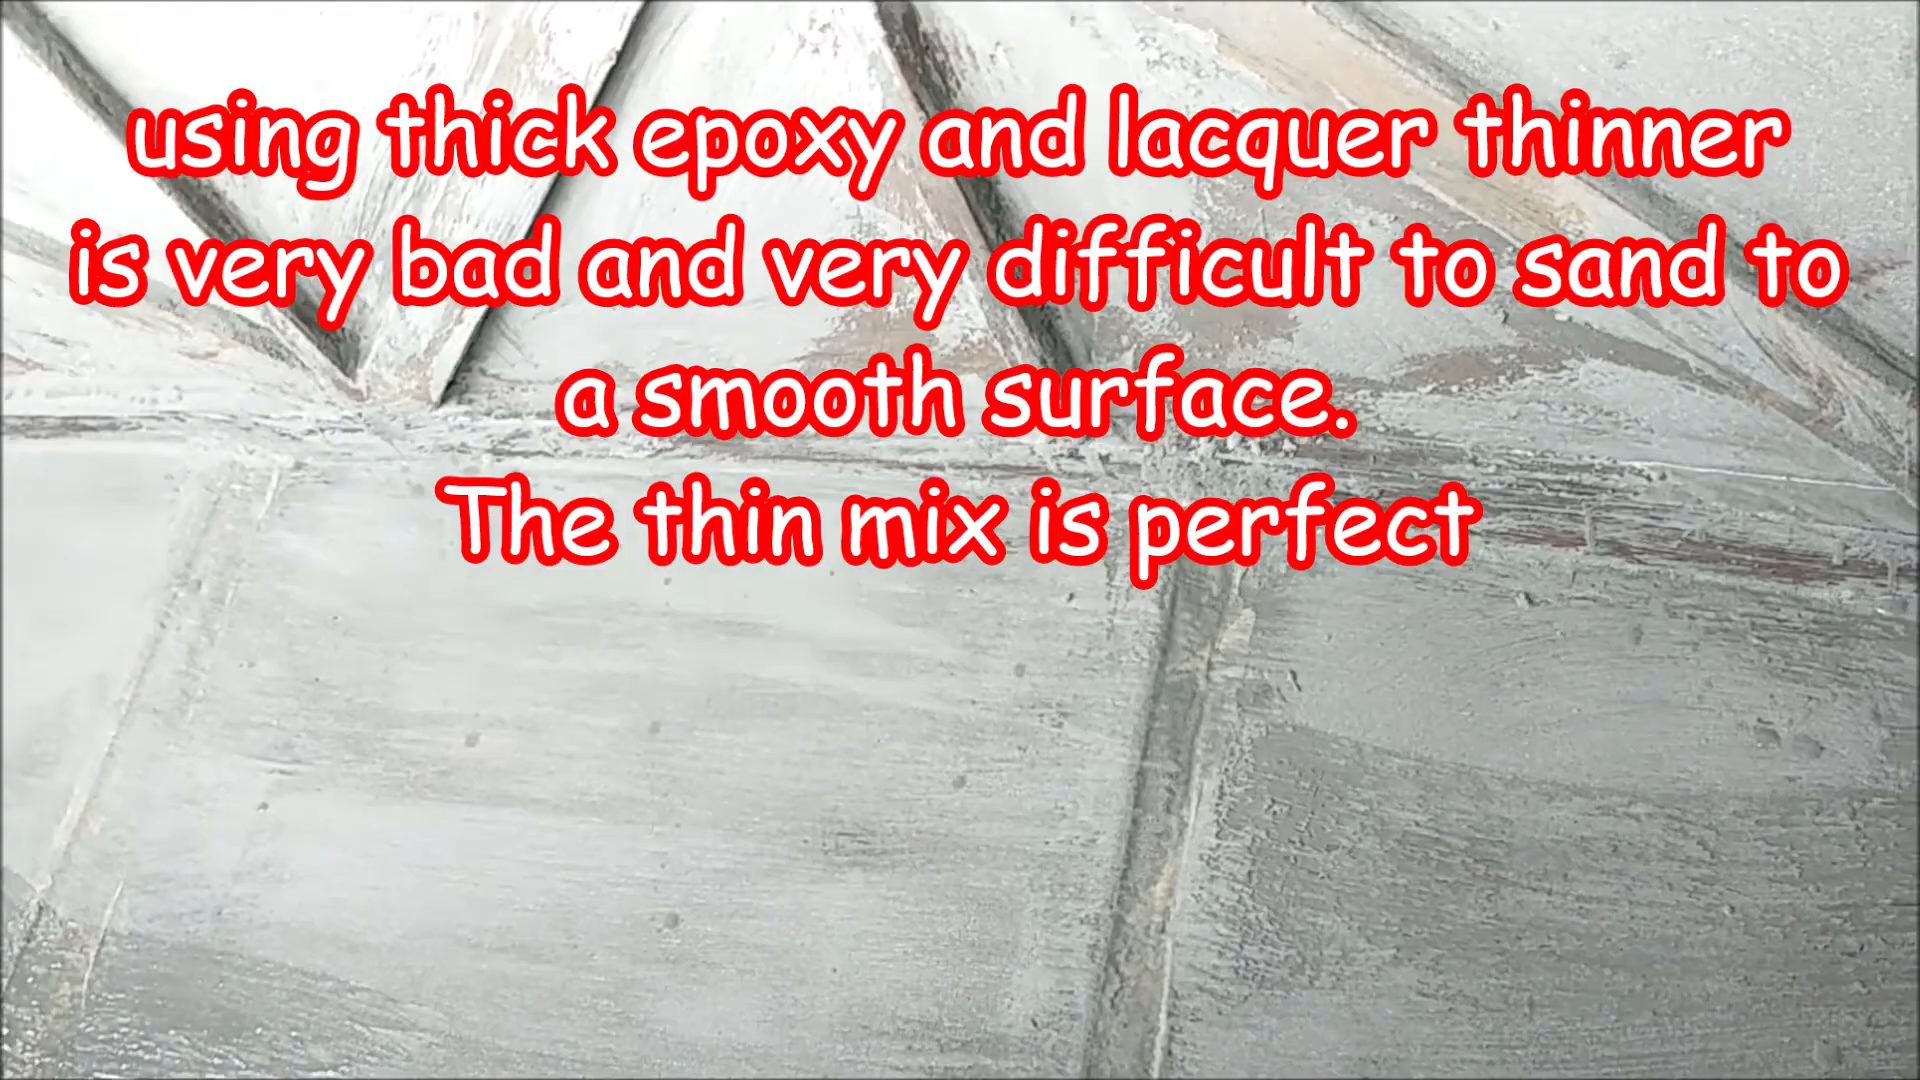 using thick epoxy and lacquer thinner
is very bad and very difficult to sand to
a smooth surface.
The thin mix is perfect